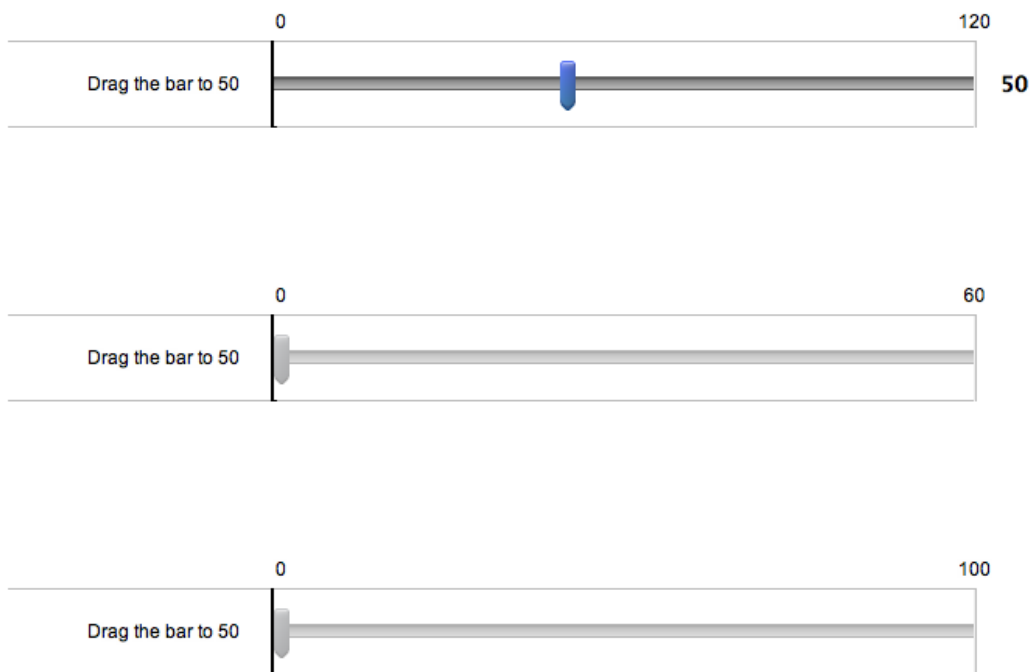 0 120
Drag the bar to 50 50
0 60
Drag the bar to 50
0 100
Drag the bar to 50